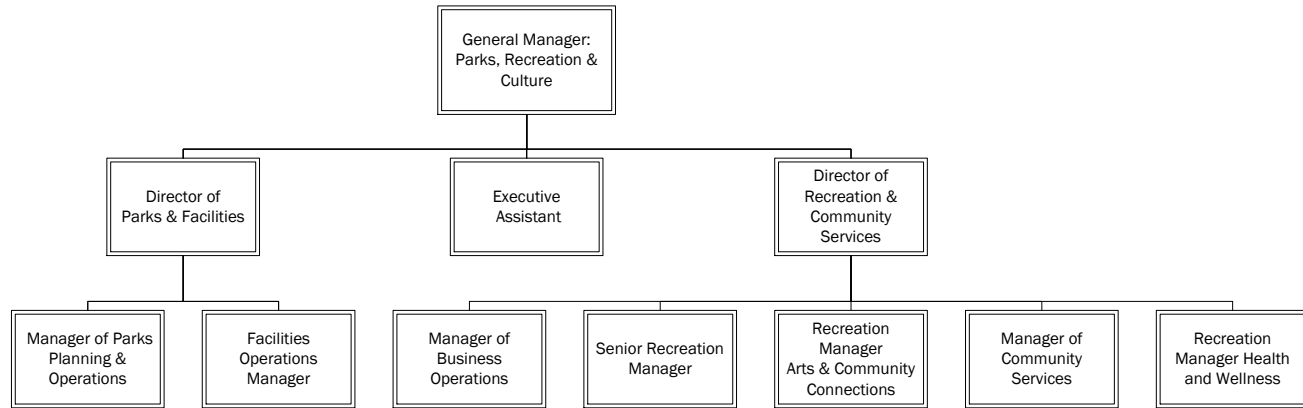 General Manager:
Parks, Recreation &
Culture
Director of
Parks & Facilities
Executive
Assistant
Director of
Recreation &
Community
Services
Manager of Parks
Planning &
Operations
Facilities
Operations
Manager
Manager of
Business
Operations
Senior Recreation
Manager
Recreation
Manager
Arts & Community
Connections
Manager of
Community
Services
Recreation
Manager Health
and Wellness